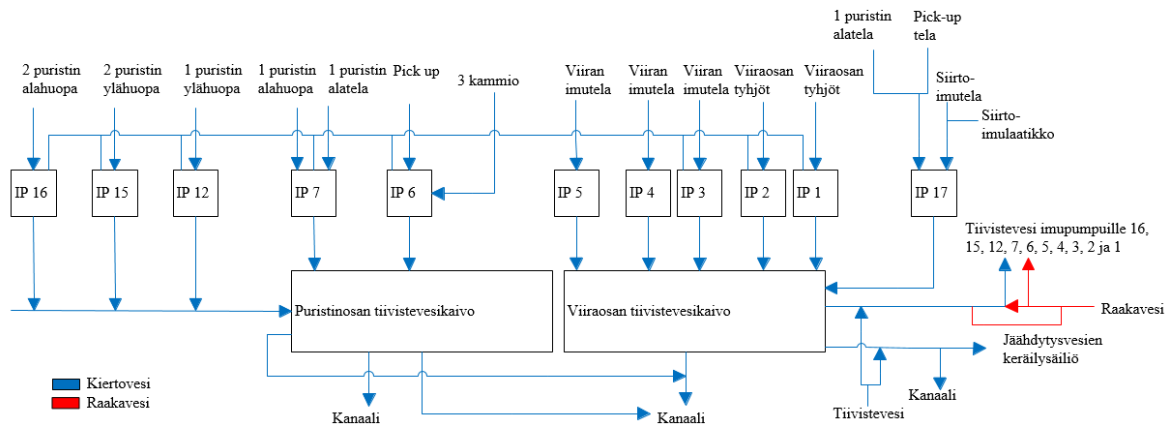 1 puristin
alatela
Pick-up
tela
2 puristin
alahuopa
2 puristin
ylähuopa
1 puristin
ylähuopa
1 puristin
alahuopa
1 puristin
alatela
Pick up
3 kammio
Viiran
imutela
Viiran
imutela
Viiran
imutela
Viiraosan
tyhjöt
Viiraosan
tyhjöt
Siirto-
imutela
Siirto-
imulaatikko
IP 16
IP 15
IP 12
IP 7
IP 6
IP 5
IP 4
IP 3
IP 2
IP 1
IP 17
Tiivistevesi imupumpuille 16,
15, 12, 7, 6, 5, 4, 3, 2 ja 1
Puristinosan tiivistevesikaivo
Viiraosan tiivistevesikaivo
Raakavesi
Jäähdytysvesien
keräilysäiliö
Kiertovesi
Raakavesi
Kanaali
Kanaali
Tiivistevesi
Kanaali